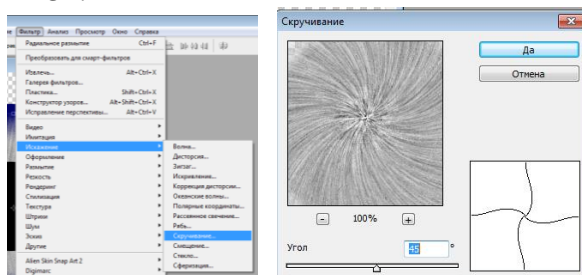 Фильтр Анализ Просмотр Окно Справка
Радиальное размытие Ctrl+F
Преобразовать для смарт-фильтров
Извлечь... Alt+Ctrl+X
Галерея фильтров...
Пластика... Shift+Ctrl+X
Конструктор узоров... Alt+Shift+Ctrl+X
Исправление перспективы... Alt+Ctrl+V
Видео
Имитация
Искажение
Оформление
Размытие
Резкость
Рендеринг
Стилизация
Текстура
Штрихи
Шум
Эскиз
Другие
Alien Skin Snap Art 2
Digimarc
Волна...
Дисторсия...
Зигзаг...
Искривление...
Коррекция дисторсии...
Океанские волны...
Полярные координаты...
Рассеянное свечение...
Рябь...
Скручивание...
Смещение...
Стекло...
Сферизация...
Скручивание
Да
Отмена
- 100% +
Угол 45 °